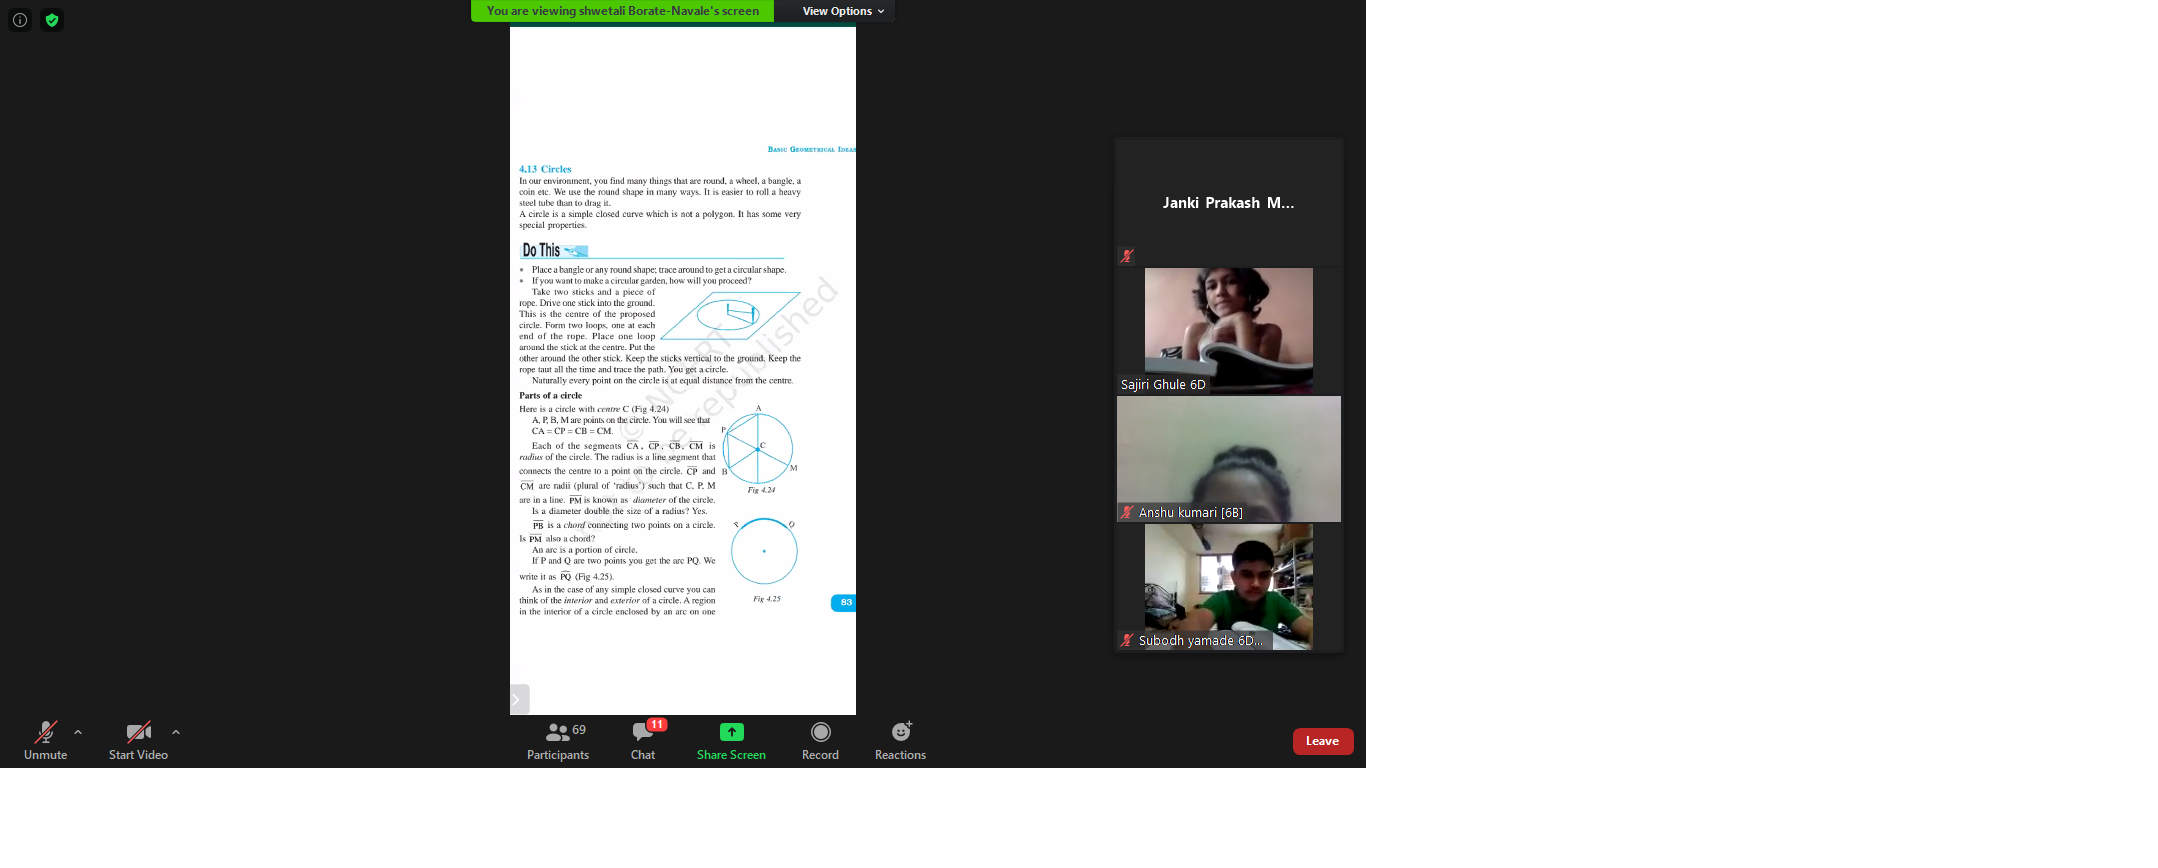 You are viewing shwetali Borate-Navale's screen
View Options
BASIC GEOMETRICAL IDEAS
4.13 Circles
In our environment, you find many things that are round, a wheel, a bangle, a
coin etc. We use the round shape in many ways. It is easier to roll a heavy
steel tube than to drag it.
A circle is a simple closed curve which is not a polygon. It has some very
special properties.
Do This
• Place a bangle or any round shape; trace around to get a circular shape.
• If you want to make a circular garden, how will you proceed?
Take two sticks and a piece of
rope. Drive one stick into the ground.
This is the centre of the proposed
circle. Form two loops, one at each
end of the rope. Place one loop
around the stick at the centre. Put the
other around the other stick. Keep the sticks vertical to the ground. Keep the
rope taut all the time and trace the path. You get a circle.
Naturally every point on the circle is at equal distance from the centre.
Parts of a circle
Here is a circle with centre C (Fig 4.24)
A, P, B, M are points on the circle. You will see that
CA = CP = CB = CM.
Each of the segments CA, CP, CB, CM is
radius of the circle. The radius is a line segment that
connects the centre to a point on the circle. CP and
CM are radii (plural of 'radius') such that C, P, M
are in a line. PM is known as diameter of the circle.
Is a diameter double the size of a radius? Yes.
PB is a chord connecting two points on a circle.
Is PM also a chord?
An arc is a portion of circle.
If P and Q are two points you get the arc PQ. We
write it as PQ (Fig 4.25).
As in the case of any simple closed curve you can
think of the interior and exterior of a circle. A region
in the interior of a circle enclosed by an arc on one
A
P
C
B
M
Fig 4.24
P
Q
Fig 4.25
83
© NCERT
republished
Janki Prakash M...
Sajiri Ghule 6D
Anshu kumari [6B]
Subodh yamade 6D...
Unmute
Start Video
Participants
69
Chat
11
Share Screen
Record
Reactions
Leave